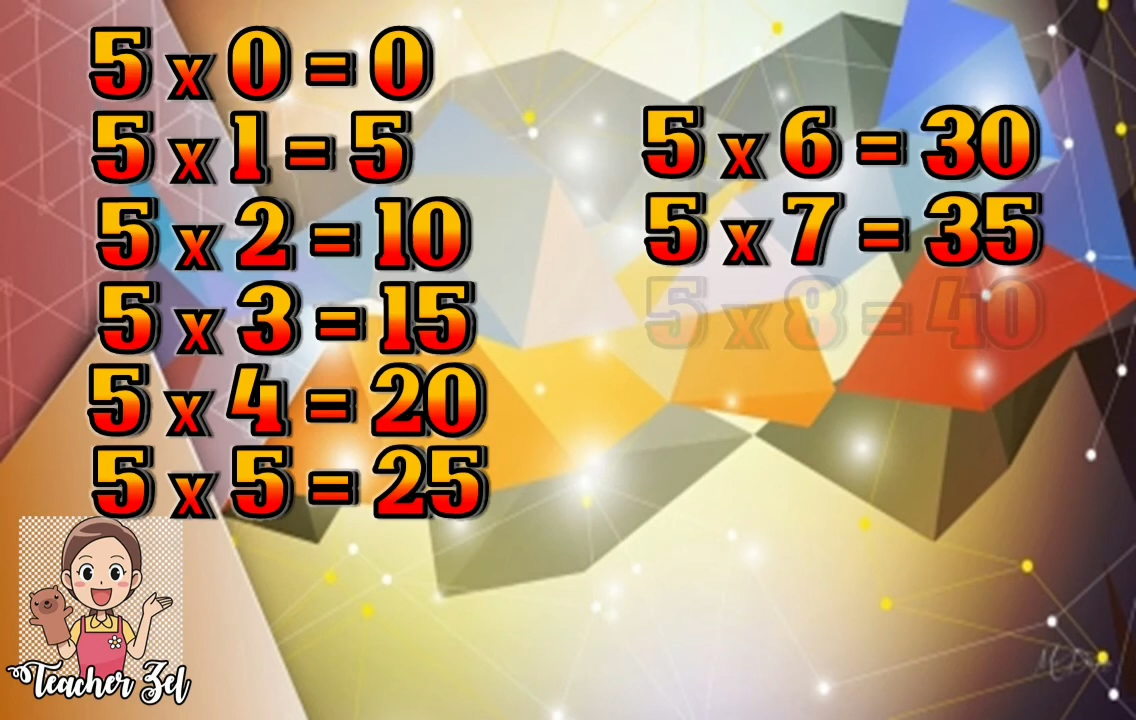 5 x 0 = 0
5 x 1 = 5
5 x 2 = 10
5 x 3 = 15
5 x 4 = 20
5 x 5 = 25
5 x 6 = 30
5 x 7 = 35
5 x 8 = 40
Teacher Zel